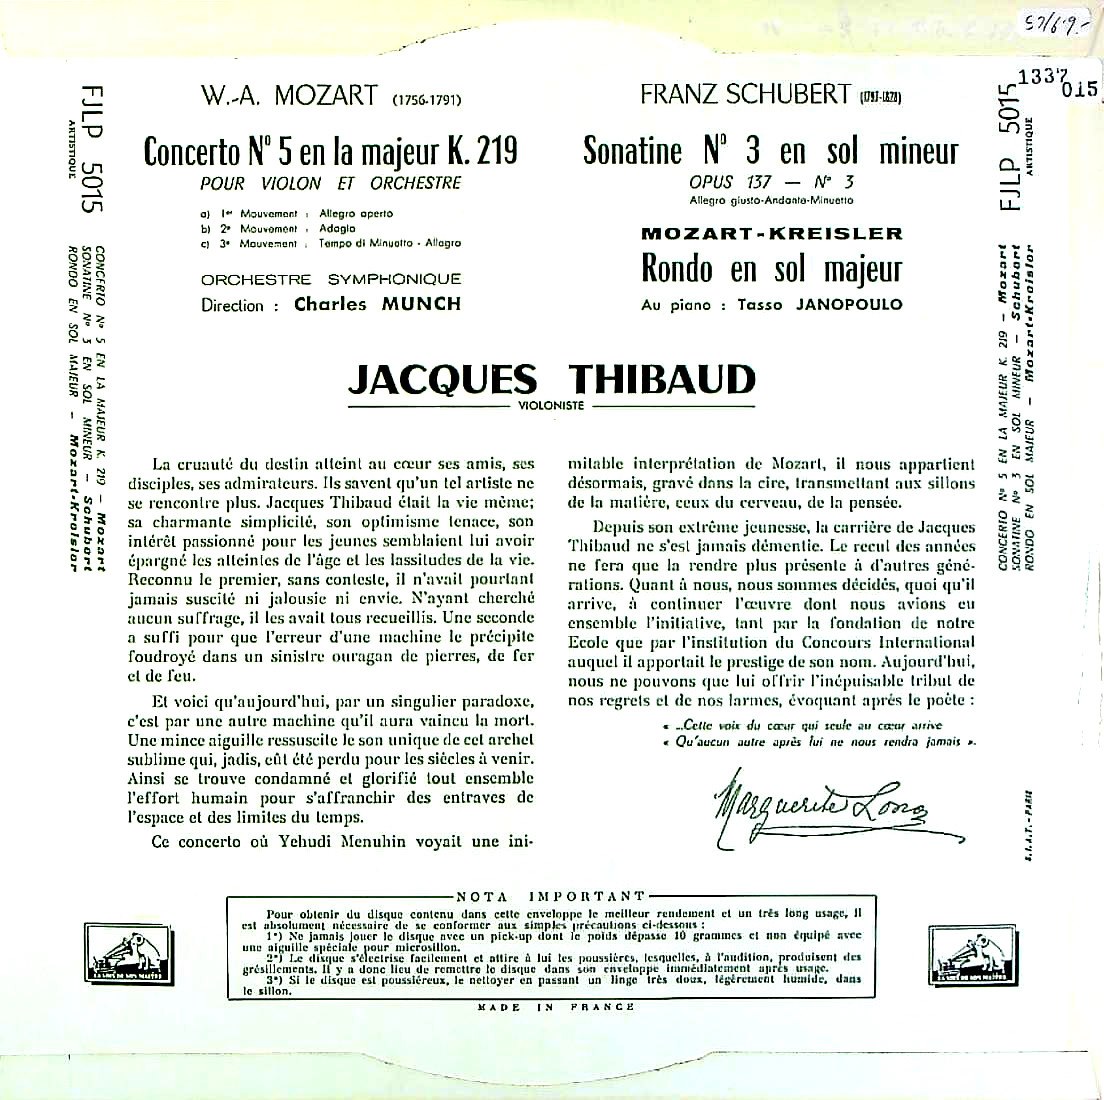 57/69.-
1337
015
FJLP 5015
ARTISTIQUE
CONCERTO N° 5 EN LA MAJEUR K. 219 - Mozart
SONATINE N° 3 EN SOL MINEUR - Schubert
RONDO EN SOL MAJEUR - Mozart-Kreisler
W.-A. MOZART (1756-1791)
Concerto N° 5 en la majeur K. 219
POUR VIOLON ET ORCHESTRE
a) 1er Mouvement : Allegro aperto
b) 2e Mouvement : Adagio
c) 3e Mouvement : Tempo di Minuetto - Allegro
ORCHESTRE SYMPHONIQUE
Direction : Charles MUNCH
FRANZ SCHUBERT (1797-1828)
Sonatine N° 3 en sol mineur
OPUS 137 — N° 3
Allegro giusto-Andante-Minuetto
MOZART-KREISLER
Rondo en sol majeur
Au piano : Tasso JANOPOULO
JACQUES THIBAUD
VIOLONISTE
La cruauté du destin atteint au cœur ses amis, ses
disciples, ses admirateurs. Ils savent qu'un tel artiste ne
se rencontre plus. Jacques Thibaud était la vie même;
sa charmante simplicité, son optimisme tenace, son
intérêt passionné pour les jeunes semblaient lui avoir
épargné les atteintes de l'âge et les lassitudes de la vie.
Reconnu le premier, sans conteste, il n'avait pourtant
jamais suscité ni jalousie ni envie. N'ayant cherché
aucun suffrage, il les avait tous recueillis. Une seconde
a suffi pour que l'erreur d'une machine le précipite
foudroyé dans un sinistre ouragan de pierres, de fer
et de feu.
Et voici qu'aujourd'hui, par un singulier paradoxe,
c'est par une autre machine qu'il aura vaincu la mort.
Une mince aiguille ressuscite le son unique de cet archet
sublime qui, jadis, eût été perdu pour les siècles à venir.
Ainsi se trouve condamné et glorifié tout ensemble
l'effort humain pour s'affranchir des entraves de
l'espace et des limites du temps.
Ce concerto où Yehudi Menuhin voyait une ini-
mitable interprétation de Mozart, il nous appartient
désormais, gravé dans la cire, transmettant aux sillons
de la matière, ceux du cerveau, de la pensée.
Depuis son extrême jeunesse, la carrière de Jacques
Thibaud ne s'est jamais démentie. Le recul des années
ne fera que la rendre plus présente à d'autres géné-
rations. Quant à nous, nous sommes décidés, quoi qu'il
arrive, à continuer l'œuvre dont nous avions eu
ensemble l'initiative, tant par la fondation de notre
Ecole que par l'institution du Concours International
auquel il apportait le prestige de son nom. Aujourd'hui,
nous ne pouvons que lui offrir l'inépuisable tribut de
nos regrets et de nos larmes, évoquant après le poète :
« ..Cette voix du cœur qui seule au cœur arrive
« Qu'aucun autre après lui ne nous rendra jamais ».
Marguerite Long
FJLP 5015
ARTISTIQUE
CONCERTO N° 5 EN LA MAJEUR K. 219 - Mozart
SONATINE N° 3 EN SOL MINEUR - Schubert
RONDO EN SOL MAJEUR - Mozart-Kreisler
S.I.A.T. - PARIS
NOTA IMPORTANT
Pour obtenir du disque contenu dans cette enveloppe le meilleur rendement et un très long usage, il
est absolument nécessaire de se conformer aux simples précautions ci-dessous :
1°) Ne jamais jouer le disque avec un pick-up dont le poids dépasse 10 grammes et non équipé avec
une aiguille spéciale pour microsillon.
2°) Le disque s'électrise facilement et attire à lui les poussières, lesquelles, à l'audition, produisent des
grésillements. Il y a donc lieu de remettre le disque dans son enveloppe immédiatement après usage.
3°) Si le disque est poussiéreux, le nettoyer en passant un linge très doux, légèrement humide, dans
le sillon.
LA VOIX DE SON MAITRE
LA VOIX DE SON MAITRE
MADE IN FRANCE